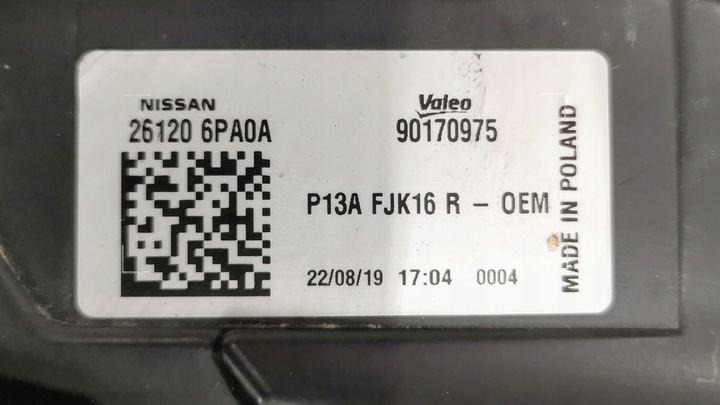 NISSAN
26120 6PA0A
Valeo
90170975
P13A FJK16 R - OEM
22/08/19 17:04 0004
MADE IN POLAND